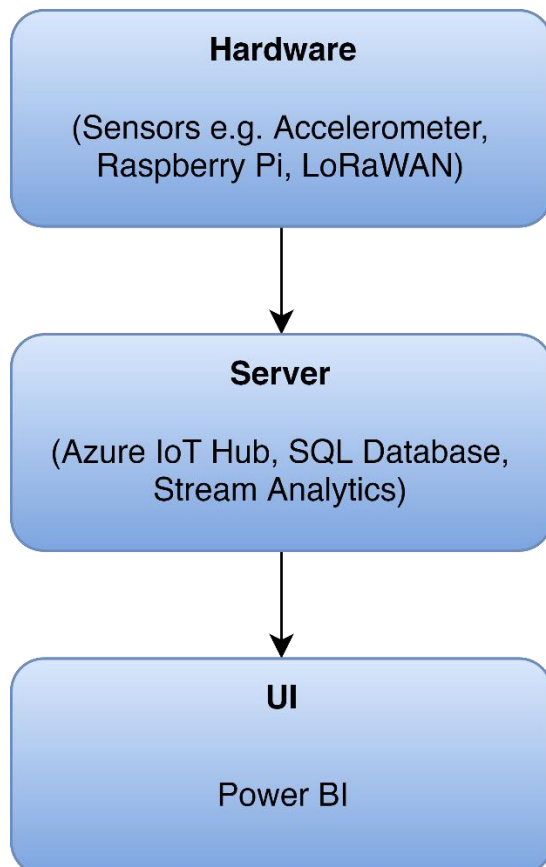 Hardware
(Sensors e.g. Accelerometer,
Raspberry Pi, LoRaWAN)
Server
(Azure IoT Hub, SQL Database,
Stream Analytics)
UI
Power BI